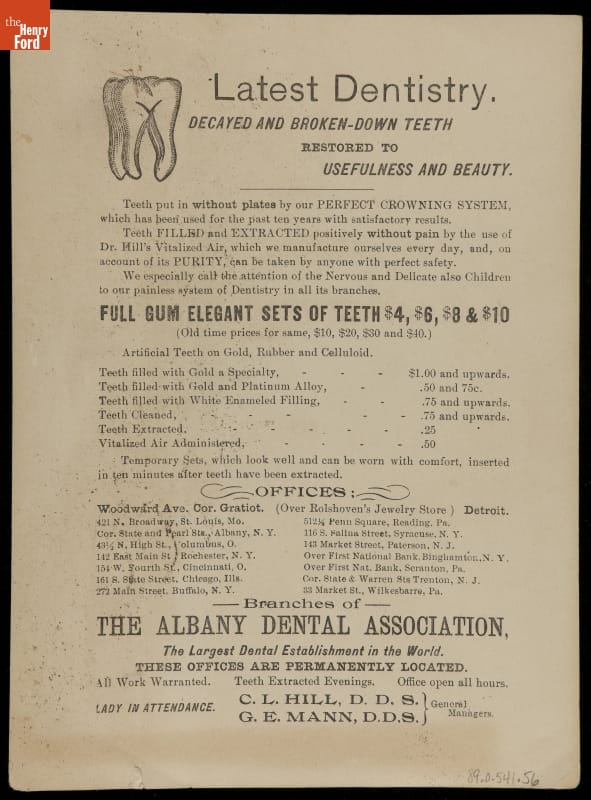 the
Henry
Ford
Latest Dentistry.
DECAYED AND BROKEN-DOWN TEETH
RESTORED TO
USEFULNESS AND BEAUTY.
Teeth put in without plates by our PERFECT CROWNING SYSTEM,
which has been used for the past ten years with satisfactory results.
Teeth FILLED and EXTRACTED positively without pain by the use of
Dr. Hill's Vitalized Air, which we manufacture ourselves every day, and, on
account of its PURITY, can be taken by anyone with perfect safety.
We especially call the attention of the Nervous and Delicate also Children
to our painless system of Dentistry in all its branches.
FULL GUM ELEGANT SETS OF TEETH $4, $6, $8 & $10
(Old time prices for same, $10, $20, $30 and $40.)
Artificial Teeth on Gold, Rubber and Celluloid.
Teeth filled with Gold a Specialty, - - - $1.00 and upwards.
Teeth filled with Gold and Platinum Alloy, - .50 and 75c.
Teeth filled with White Enameled Filling, - - .75 and upwards.
Teeth Cleaned, - - - - - - .75 and upwards.
Teeth Extracted. - - - - - - .25
Vitalized Air Administered, - - - - .50
Temporary Sets, which look well and can be worn with comfort, inserted
in ten minutes after teeth have been extracted.
OFFICES:
Woodward Ave. Cor. Gratiot. (Over Rolshoven's Jewelry Store) Detroit.
421 N. Broadway, St. Louis, Mo. 512½ Penn Square, Reading, Pa.
Cor. State and Pearl Sts., Albany, N. Y. 116 S. Salina Street, Syracuse, N. Y.
43½ N. High St., Columbus, O. 143 Market Street, Paterson, N. J.
142 East Main St., Rochester, N. Y. Over First National Bank, Binghamton, N. Y.
154 W. Fourth St., Cincinnati, O. Over First Nat. Bank, Scranton, Pa.
161 S. State Street, Chicago, Ills. Cor. State & Warren Sts Trenton, N. J.
272 Main Street, Buffalo, N. Y. 33 Market St., Wilkesbarre, Pa.
— Branches of —
THE ALBANY DENTAL ASSOCIATION,
The Largest Dental Establishment in the World.
THESE OFFICES ARE PERMANENTLY LOCATED.
All Work Warranted. Teeth Extracted Evenings. Office open all hours.
LADY IN ATTENDANCE. C. L. HILL, D. D. S. } General
G. E. MANN, D.D.S. } Managers.
89.0.541.56